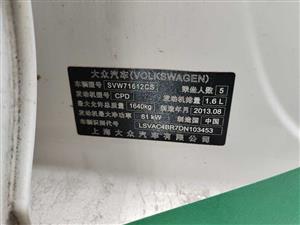 大众汽车(VOLKSWAGEN)
车辆型号 SVW71612CS 乘坐人数 5
发动机型号 CPD 发动机排量 1.6 L
最大允许总质量 1640kg 制造年月 2013.08
发动机最大净功率 81 kW 制造国 中国
车辆识别代号 LSVAC4BR7DN103453
上海大众汽车有限公司